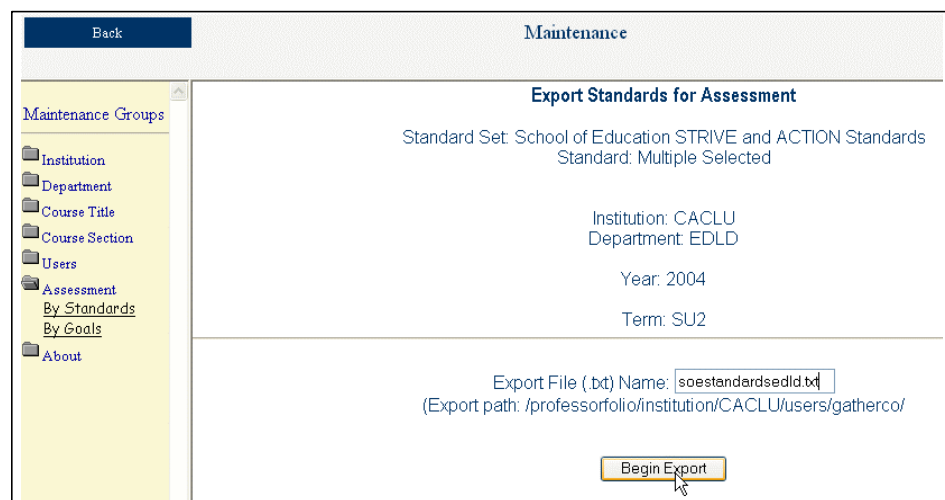 Back
Maintenance
Maintenance Groups
Institution
Department
Course Title
Course Section
Users
Assessment
By Standards
By Goals
About
Export Standards for Assessment
Standard Set: School of Education STRIVE and ACTION Standards
Standard: Multiple Selected
Institution: CACLU
Department: EDLD
Year: 2004
Term: SU2
Export File (.txt) Name: soestandardsedld.txt
(Export path: /professorfolio/institution/CACLU/users/gatherco/
Begin Export